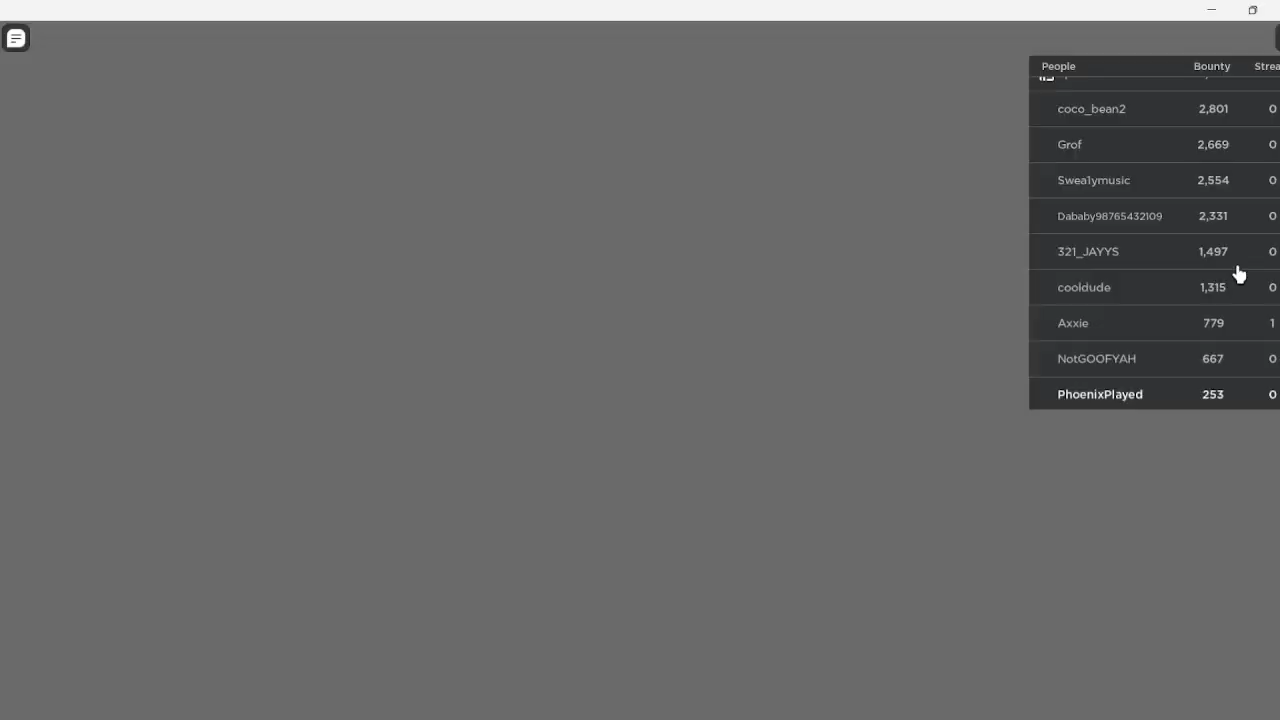 People Bounty Strea
coco_bean2 2,801 0
Grof 2,669 0
Swea1ymusic 2,554 0
Dababy98765432109 2,331 0
321_JAYYS 1,497 0
cooldude 1,315 0
Axxie 779 1
NotGOOFYAH 667 0
PhoenixPlayed 253 0